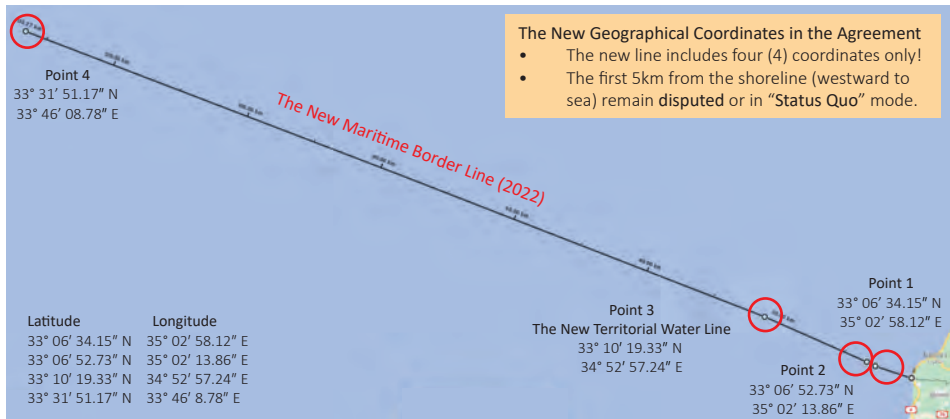 The New Geographical Coordinates in the Agreement
• The new line includes four (4) coordinates only!
• The first 5km from the shoreline (westward to
sea) remain disputed or in “Status Quo” mode.
Point 4
33° 31′ 51.17″ N
33° 46′ 08.78″ E
The New Maritime Border Line (2022)
Point 1
33° 06′ 34.15″ N
35° 02′ 58.12″ E
Point 3
The New Territorial Water Line
33° 10′ 19.33″ N
34° 52′ 57.24″ E
Point 2
33° 06′ 52.73″ N
35° 02′ 13.86″ E
Latitude Longitude
33° 06′ 34.15″ N 35° 02′ 58.12″ E
33° 06′ 52.73″ N 35° 02′ 13.86″ E
33° 10′ 19.33″ N 34° 52′ 57.24″ E
33° 31′ 51.17″ N 33° 46′ 8.78″ E